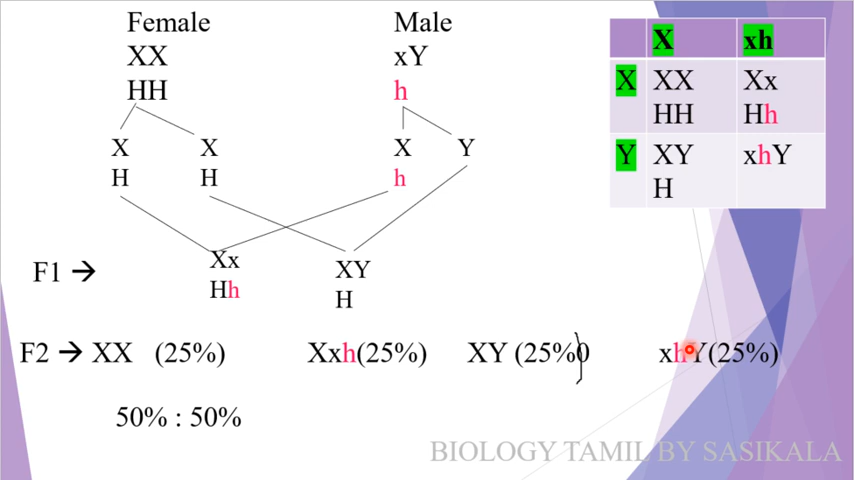 Female Male
XX xY
HH h
X X X Y
H H h
Xx XY
F1 → Hh H
F2 → XX (25%) Xxh(25%) XY (25%0 xhY(25%)
50% : 50%
X xh
X XX Xx
HH Hh
Y XY xhY
H
BIOLOGY TAMIL BY SASIKALA